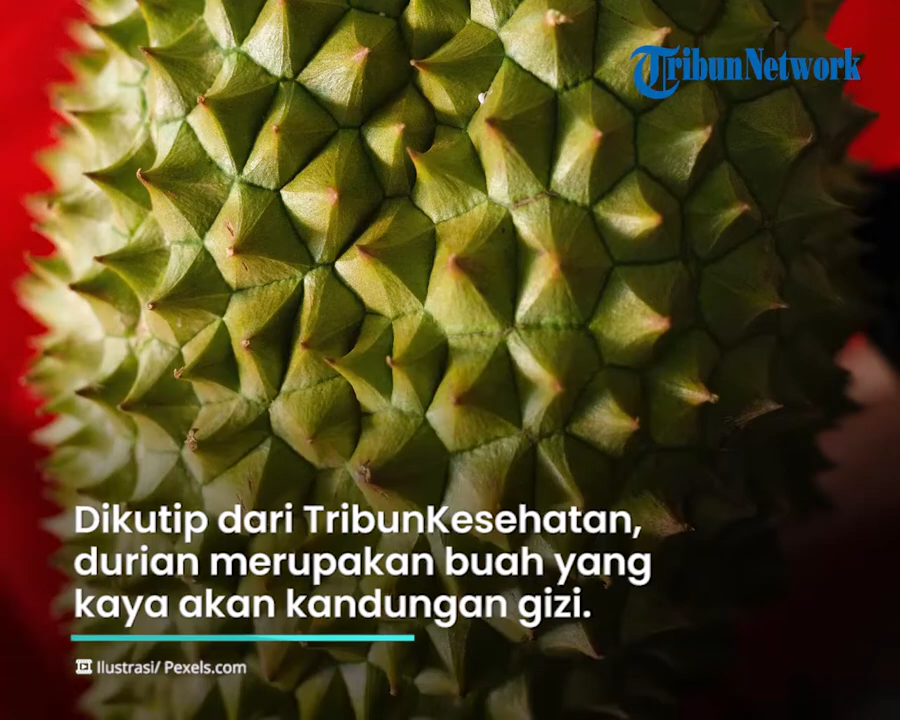 TribunNetwork
Dikutip dari TribunKesehatan,
durian merupakan buah yang
kaya akan kandungan gizi.
Ilustrasi/ Pexels.com